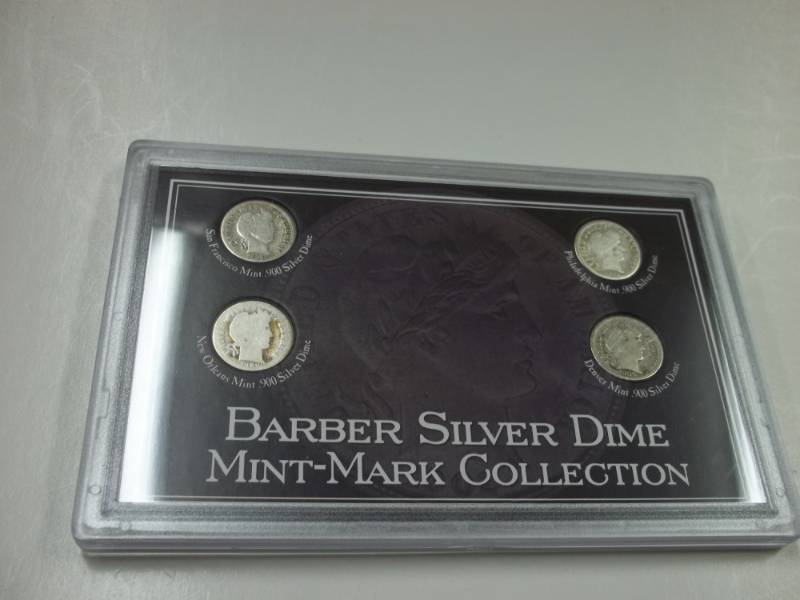 San Francisco Mint .900 Silver Dime
Philadelphia Mint .900 Silver Dime
New Orleans Mint .900 Silver Dime
Denver Mint .900 Silver Dime
BARBER SILVER DIME
MINT-MARK COLLECTION